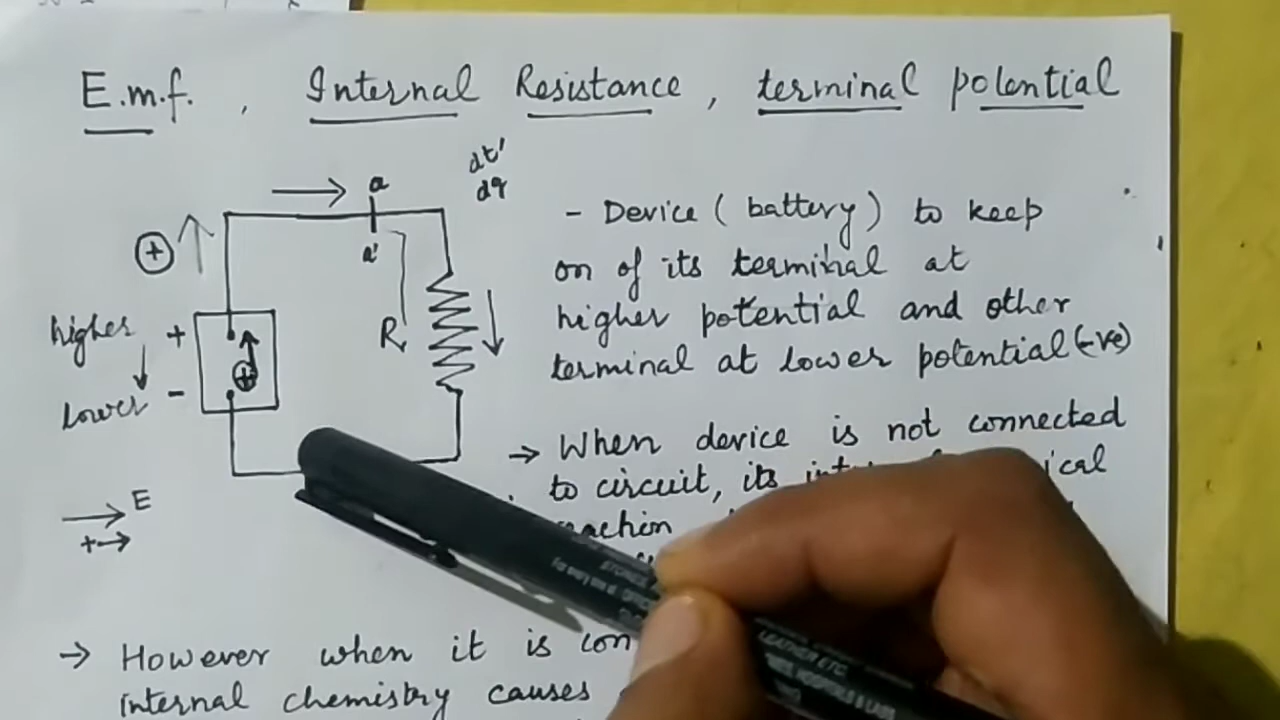 E.m.f. , Internal Resistance , terminal potential
dt'
dq
a
a'
+
higher
+
lower
-
+
R
E
+→
- Device ( battery ) to keep
on of its terminal at
higher potential and other
terminal at lower potential (-ve)
→ When device is not connected
to circuit, its
→ However when it is
internal chemistry causes